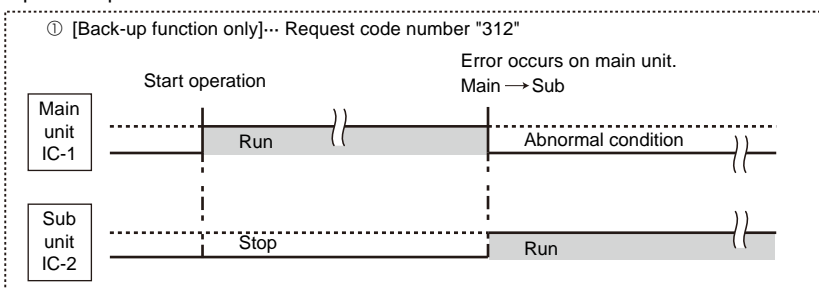 ① [Back-up function only]··· Request code number "312"
Start operation
Error occurs on main unit.
Main → Sub
Main
unit
IC-1
Run
Abnormal condition
Sub
unit
IC-2
Stop
Run